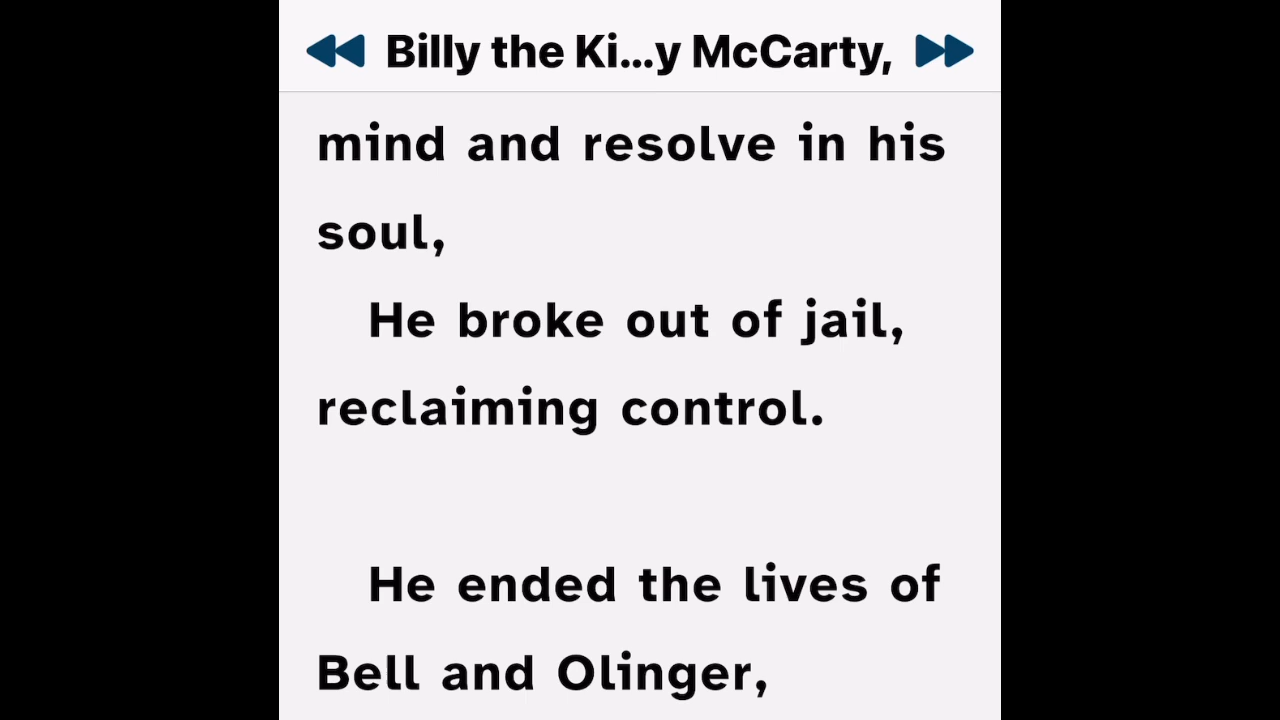 Billy the Ki...y McCarty,
mind and resolve in his
soul,
He broke out of jail,
reclaiming control.
He ended the lives of
Bell and Olinger,